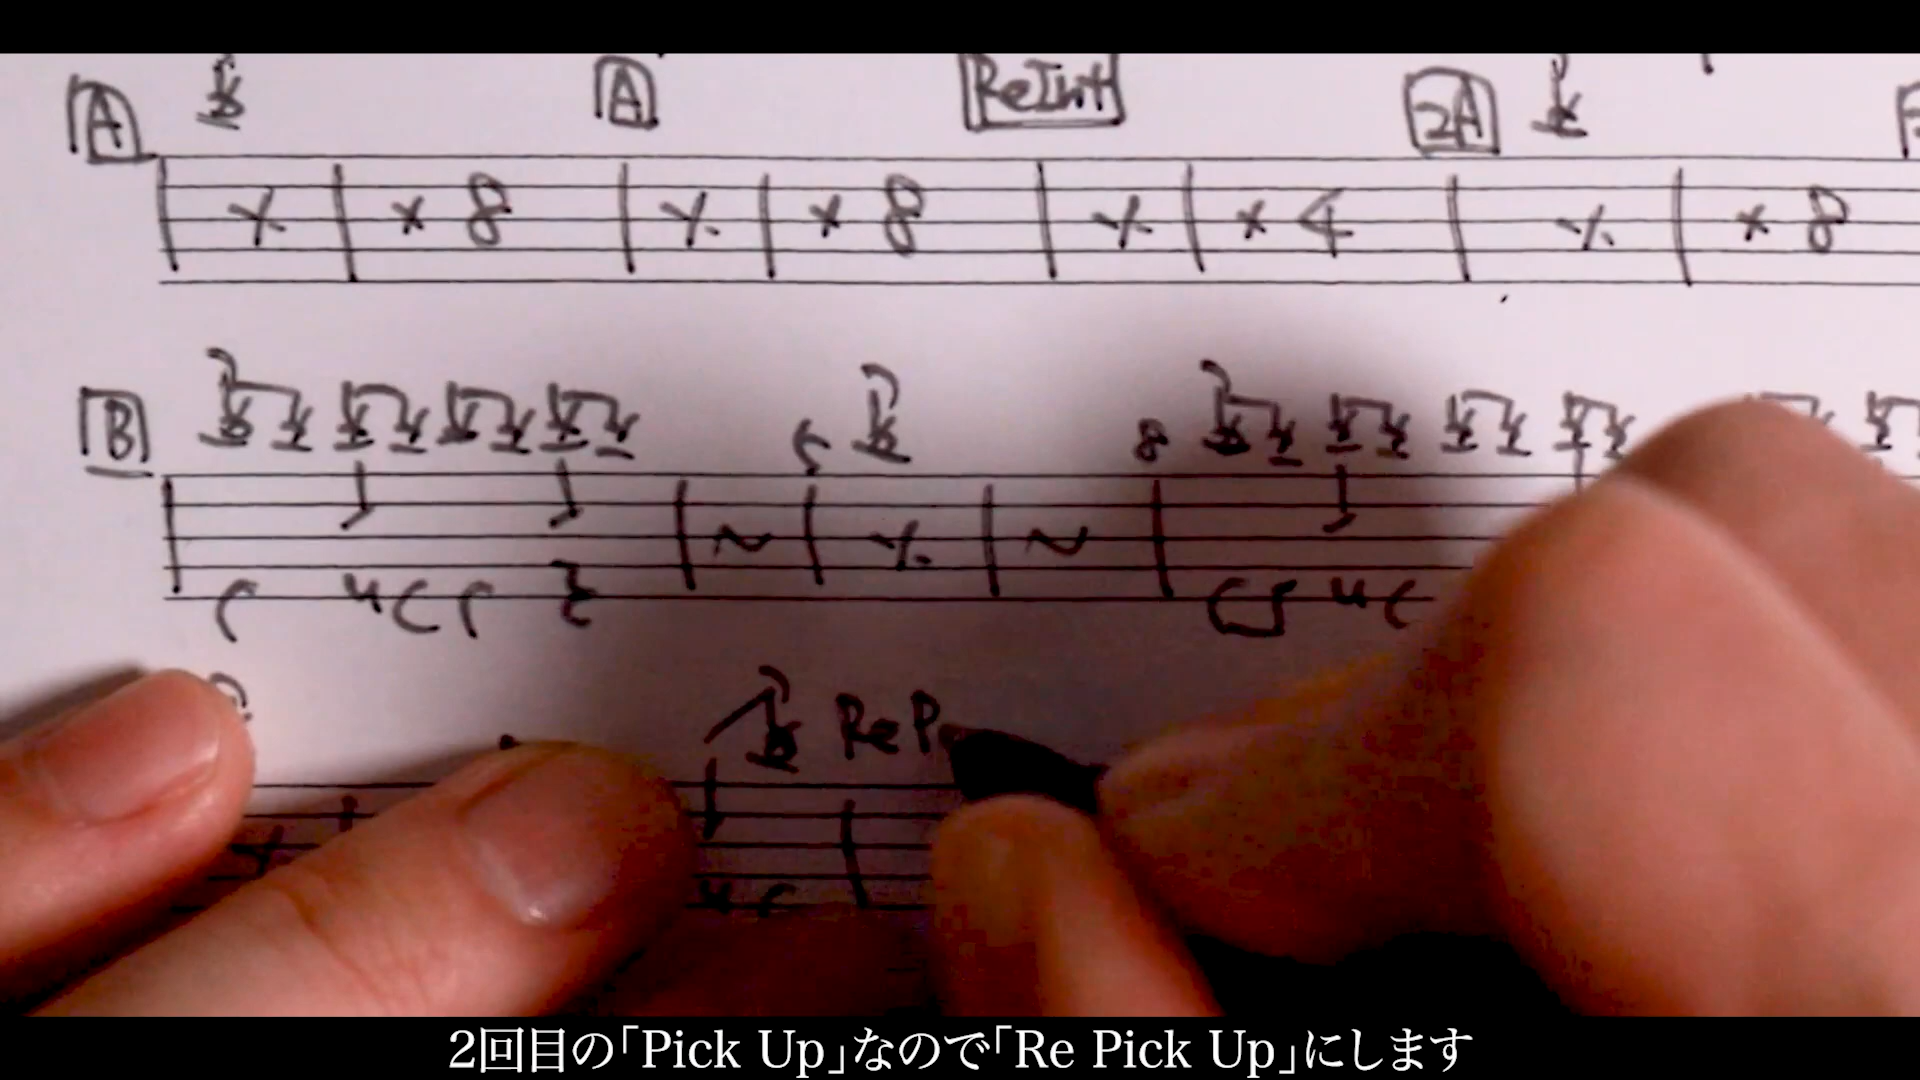 A A ReInt 2A
× 8 × 8 × 4 × 8
B 8
Re P
2回目の「Pick Up」なので「Re Pick Up」にします